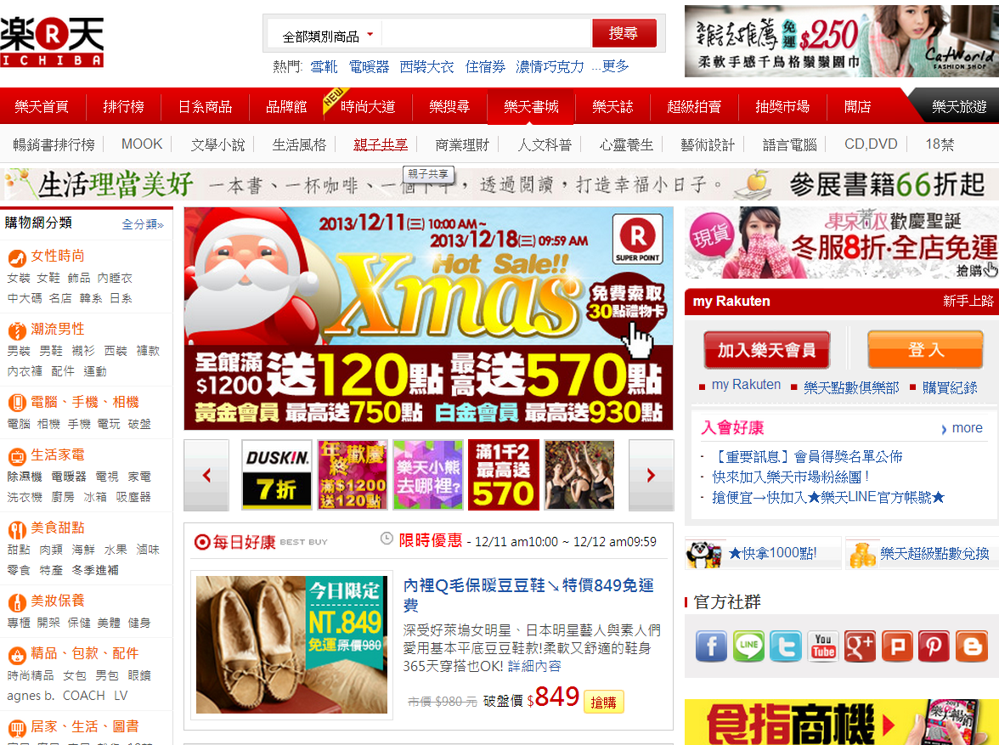 楽R天
ICHIBA
全部類別商品
搜尋
熱門: 雪靴 電暖器 西裝大衣 住宿券 濃情巧克力 ...更多
雜誌推薦 免運 $250
柔軟手感千鳥格鬚鬚圍巾
CatWorld
FASHION SHOP
樂天首頁 排行榜 日系商品 品牌館 NEW 時尚大道 樂搜尋 樂天書城 樂天誌 超級拍賣 抽獎市場 開店 樂天旅遊
暢銷書排行榜 MOOK 文學小說 生活風格 親子共享 商業理財 人文科普 心靈養生 藝術設計 語言電腦 CD,DVD 18禁
親子共享
生活理當美好 一本書、一杯咖啡、一個下午，透過閱讀，打造幸福小日子。 參展書籍66折起
購物網分類 全分類»
女性時尚
女裝 女鞋 飾品 內睡衣
中大碼 名店 韓系 日系
潮流男性
男裝 男鞋 襯衫 西裝 褲款
內衣褲 配件 運動
電腦、手機、相機
電腦 相機 手機 電玩 破盤
生活家電
除濕機 電暖器 電視 家電
洗衣機 廚房 冰箱 吸塵器
美食甜點
甜點 肉類 海鮮 水果 滷味
零食 特產 冬季進補
美妝保養
專櫃 開架 保健 美體 健身
精品、包款、配件
時尚精品 女包 男包 眼鏡
agnes b. COACH LV
居家、生活、圖書
2013/12/11(三) 10:00 AM~
2013/12/18(三) 09:59 AM
R
SUPER POINT
Hot Sale!!
Xmas
免費索取
30點禮物卡
全館滿
$1200
送120點 最高送570點
黃金會員 最高送750點 白金會員 最高送930點
DUSKIN.
7折
年終歡慶
滿$1200
送120點
樂天小熊
去哪裡?
滿1千2
最高送
570
每日好康 BEST BUY
限時優惠 - 12/11 am10:00 ~ 12/12 am09:59
今日限定
NT.849
免運 原價980
內裡Q毛保暖豆豆鞋↘特價849免運
費
深受好萊塢女明星、日本明星藝人與素人們
愛用基本平底豆豆鞋款!柔軟又舒適的鞋身
365天穿搭也OK! 詳細內容
市價 $980 元 破盤價 $849 搶購
現貨
東京著衣歡慶聖誕
冬服8折·全店免運
搶購
my Rakuten 新手上路
加入樂天會員 登入
my Rakuten 樂天點數俱樂部 購買紀錄
入會好康 more
【重要訊息】會員得獎名單公佈
快來加入樂天市場粉絲團！
搶便宜→快加入★樂天LINE官方帳號★
★快拿1000點!
樂天超級點數兌換
官方社群
f
LINE
t
You
Tube
g+
P
B
食指商機
樂天暢銷